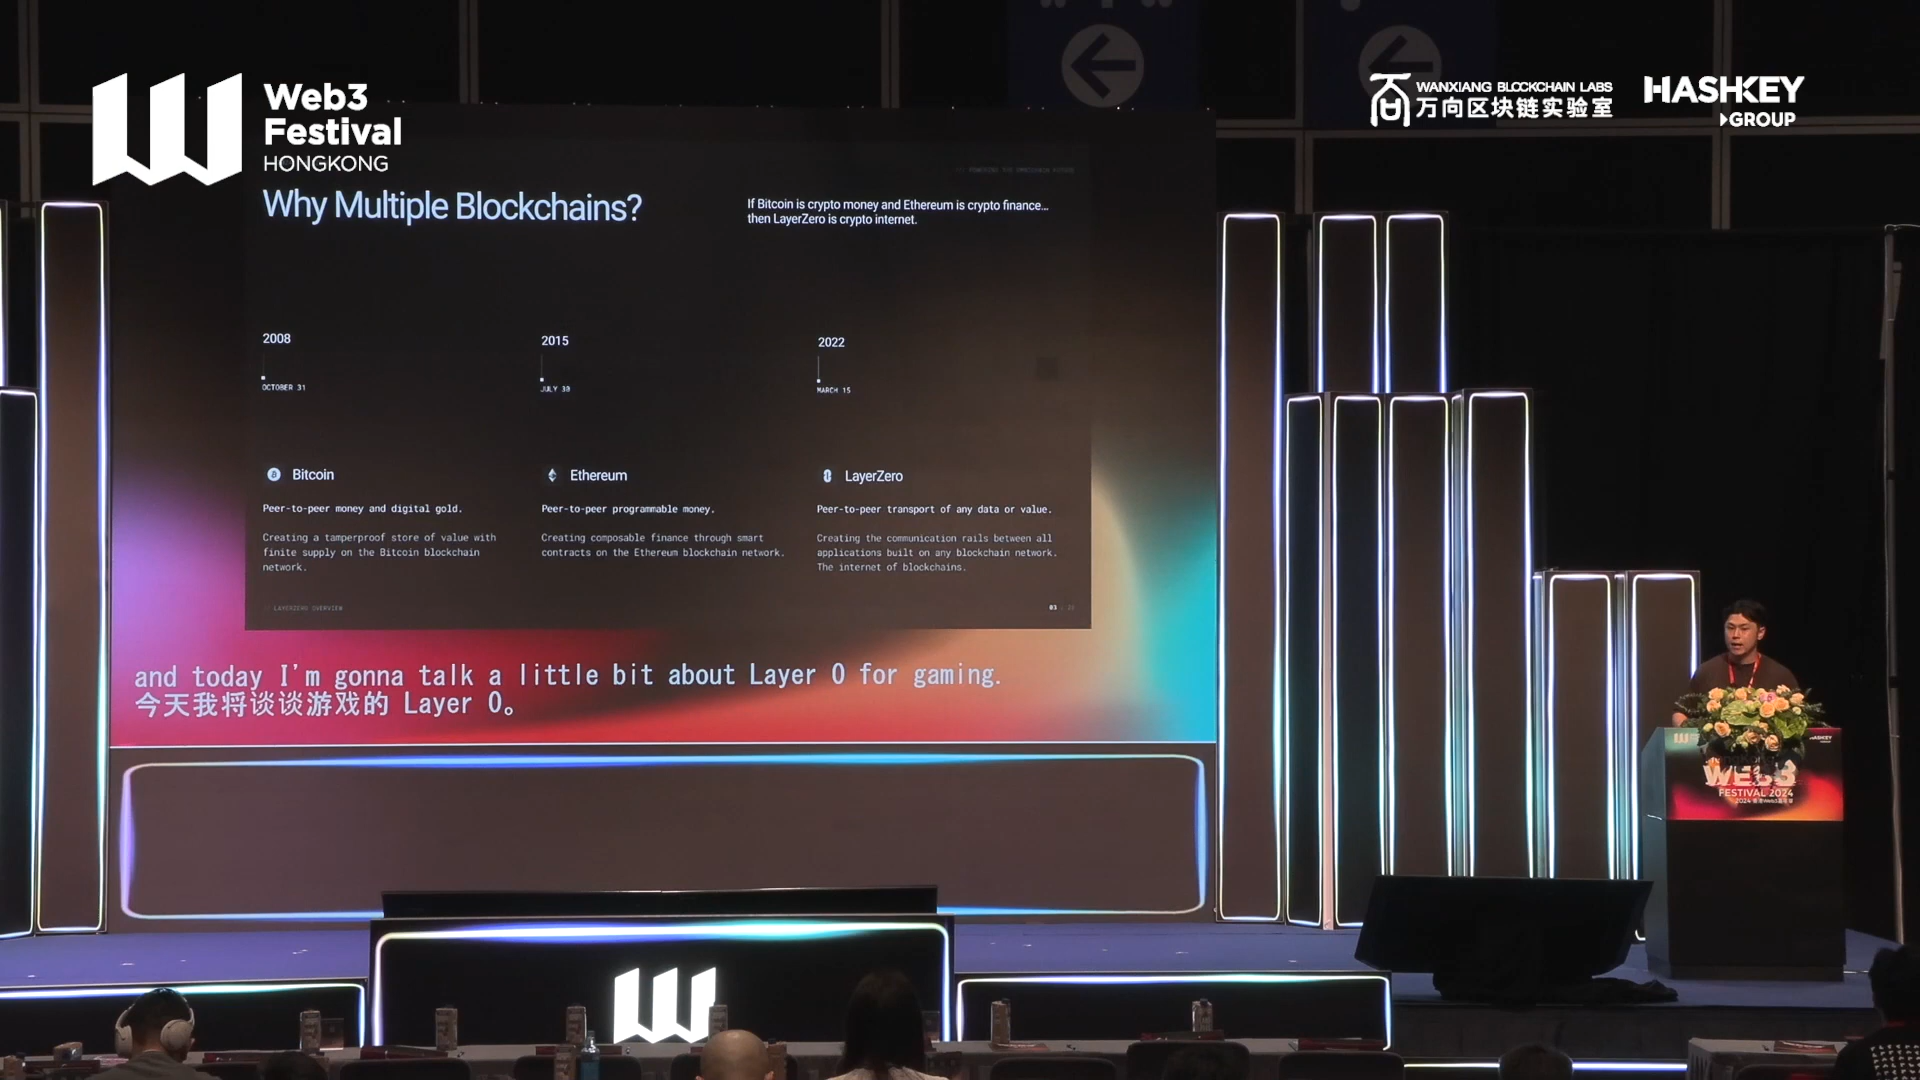 Web3
Festival
HONGKONG
WANXIANG BLOCKCHAIN LABS
万向区块链实验室
HASHKEY
GROUP
Why Multiple Blockchains?
If Bitcoin is crypto money and Ethereum is crypto finance...
then LayerZero is crypto internet.
2008
OCTOBER 31
2015
JULY 30
2022
MARCH 15
Bitcoin
Peer-to-peer money and digital gold.
Creating a tamperproof store of value with
finite supply on the Bitcoin blockchain
network.
Ethereum
Peer-to-peer programmable money.
Creating composable finance through smart
contracts on the Ethereum blockchain network.
LayerZero
Peer-to-peer transport of any data or value.
Creating the communication rails between all
applications built on any blockchain network.
The internet of blockchains.
LAYERZERO OVERVIEW
03
and today I'm gonna talk a little bit about Layer 0 for gaming.
今天我将谈谈游戏的 Layer 0。
HASHKEY
WEB3
FESTIVAL 2024